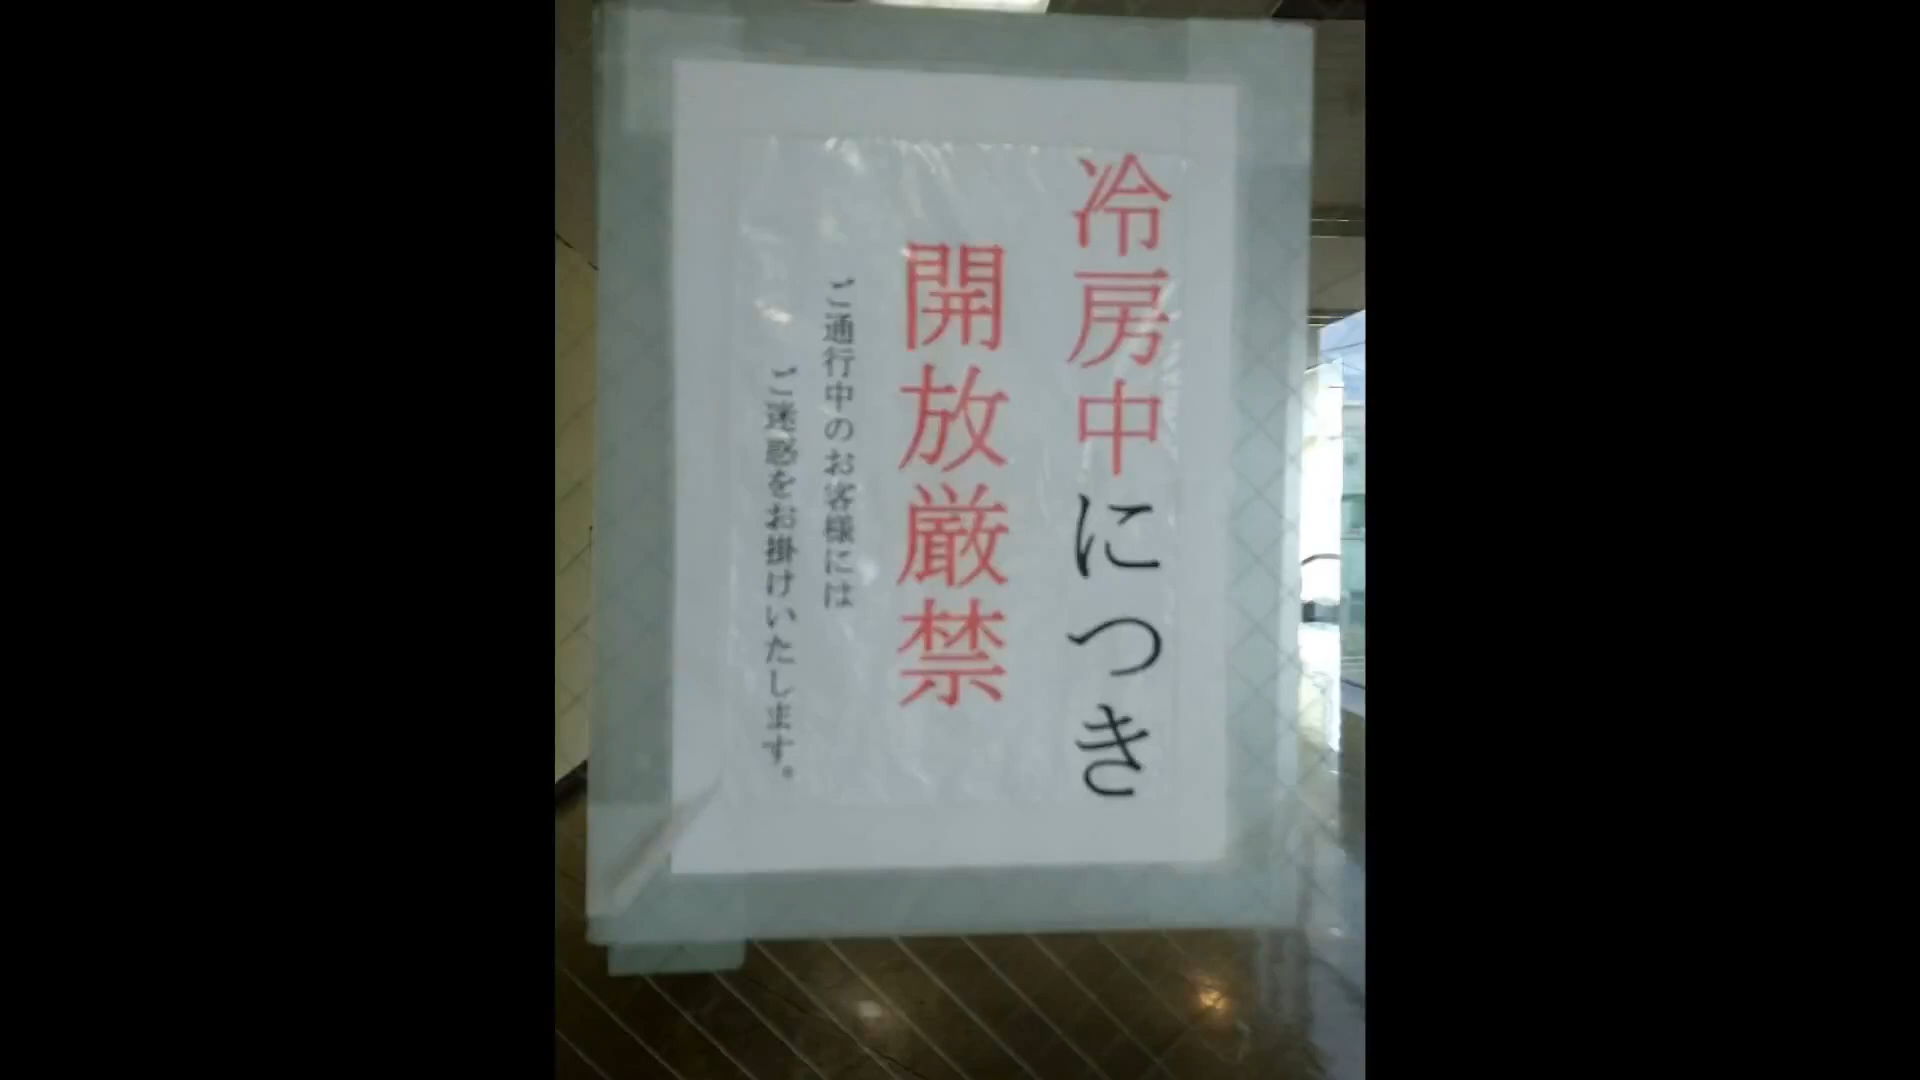 冷房中につき
開放厳禁
ご通行中のお客様には
ご迷惑をお掛けいたします。